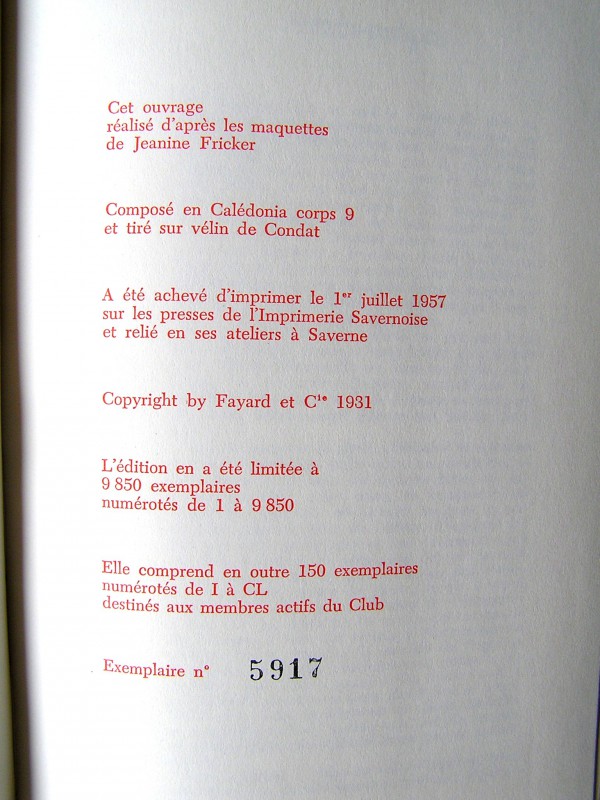 Cet ouvrage
réalisé d'après les maquettes
de Jeanine Fricker
Composé en Calédonia corps 9
et tiré sur vélin de Condat
A été achevé d'imprimer le 1er juillet 1957
sur les presses de l'Imprimerie Savernoise
et relié en ses ateliers à Saverne
Copyright by Fayard et Cie 1931
L'édition en a été limitée à
9 850 exemplaires
numérotés de 1 à 9 850
Elle comprend en outre 150 exemplaires
numérotés de I à CL
destinés aux membres actifs du Club
Exemplaire n° 5917